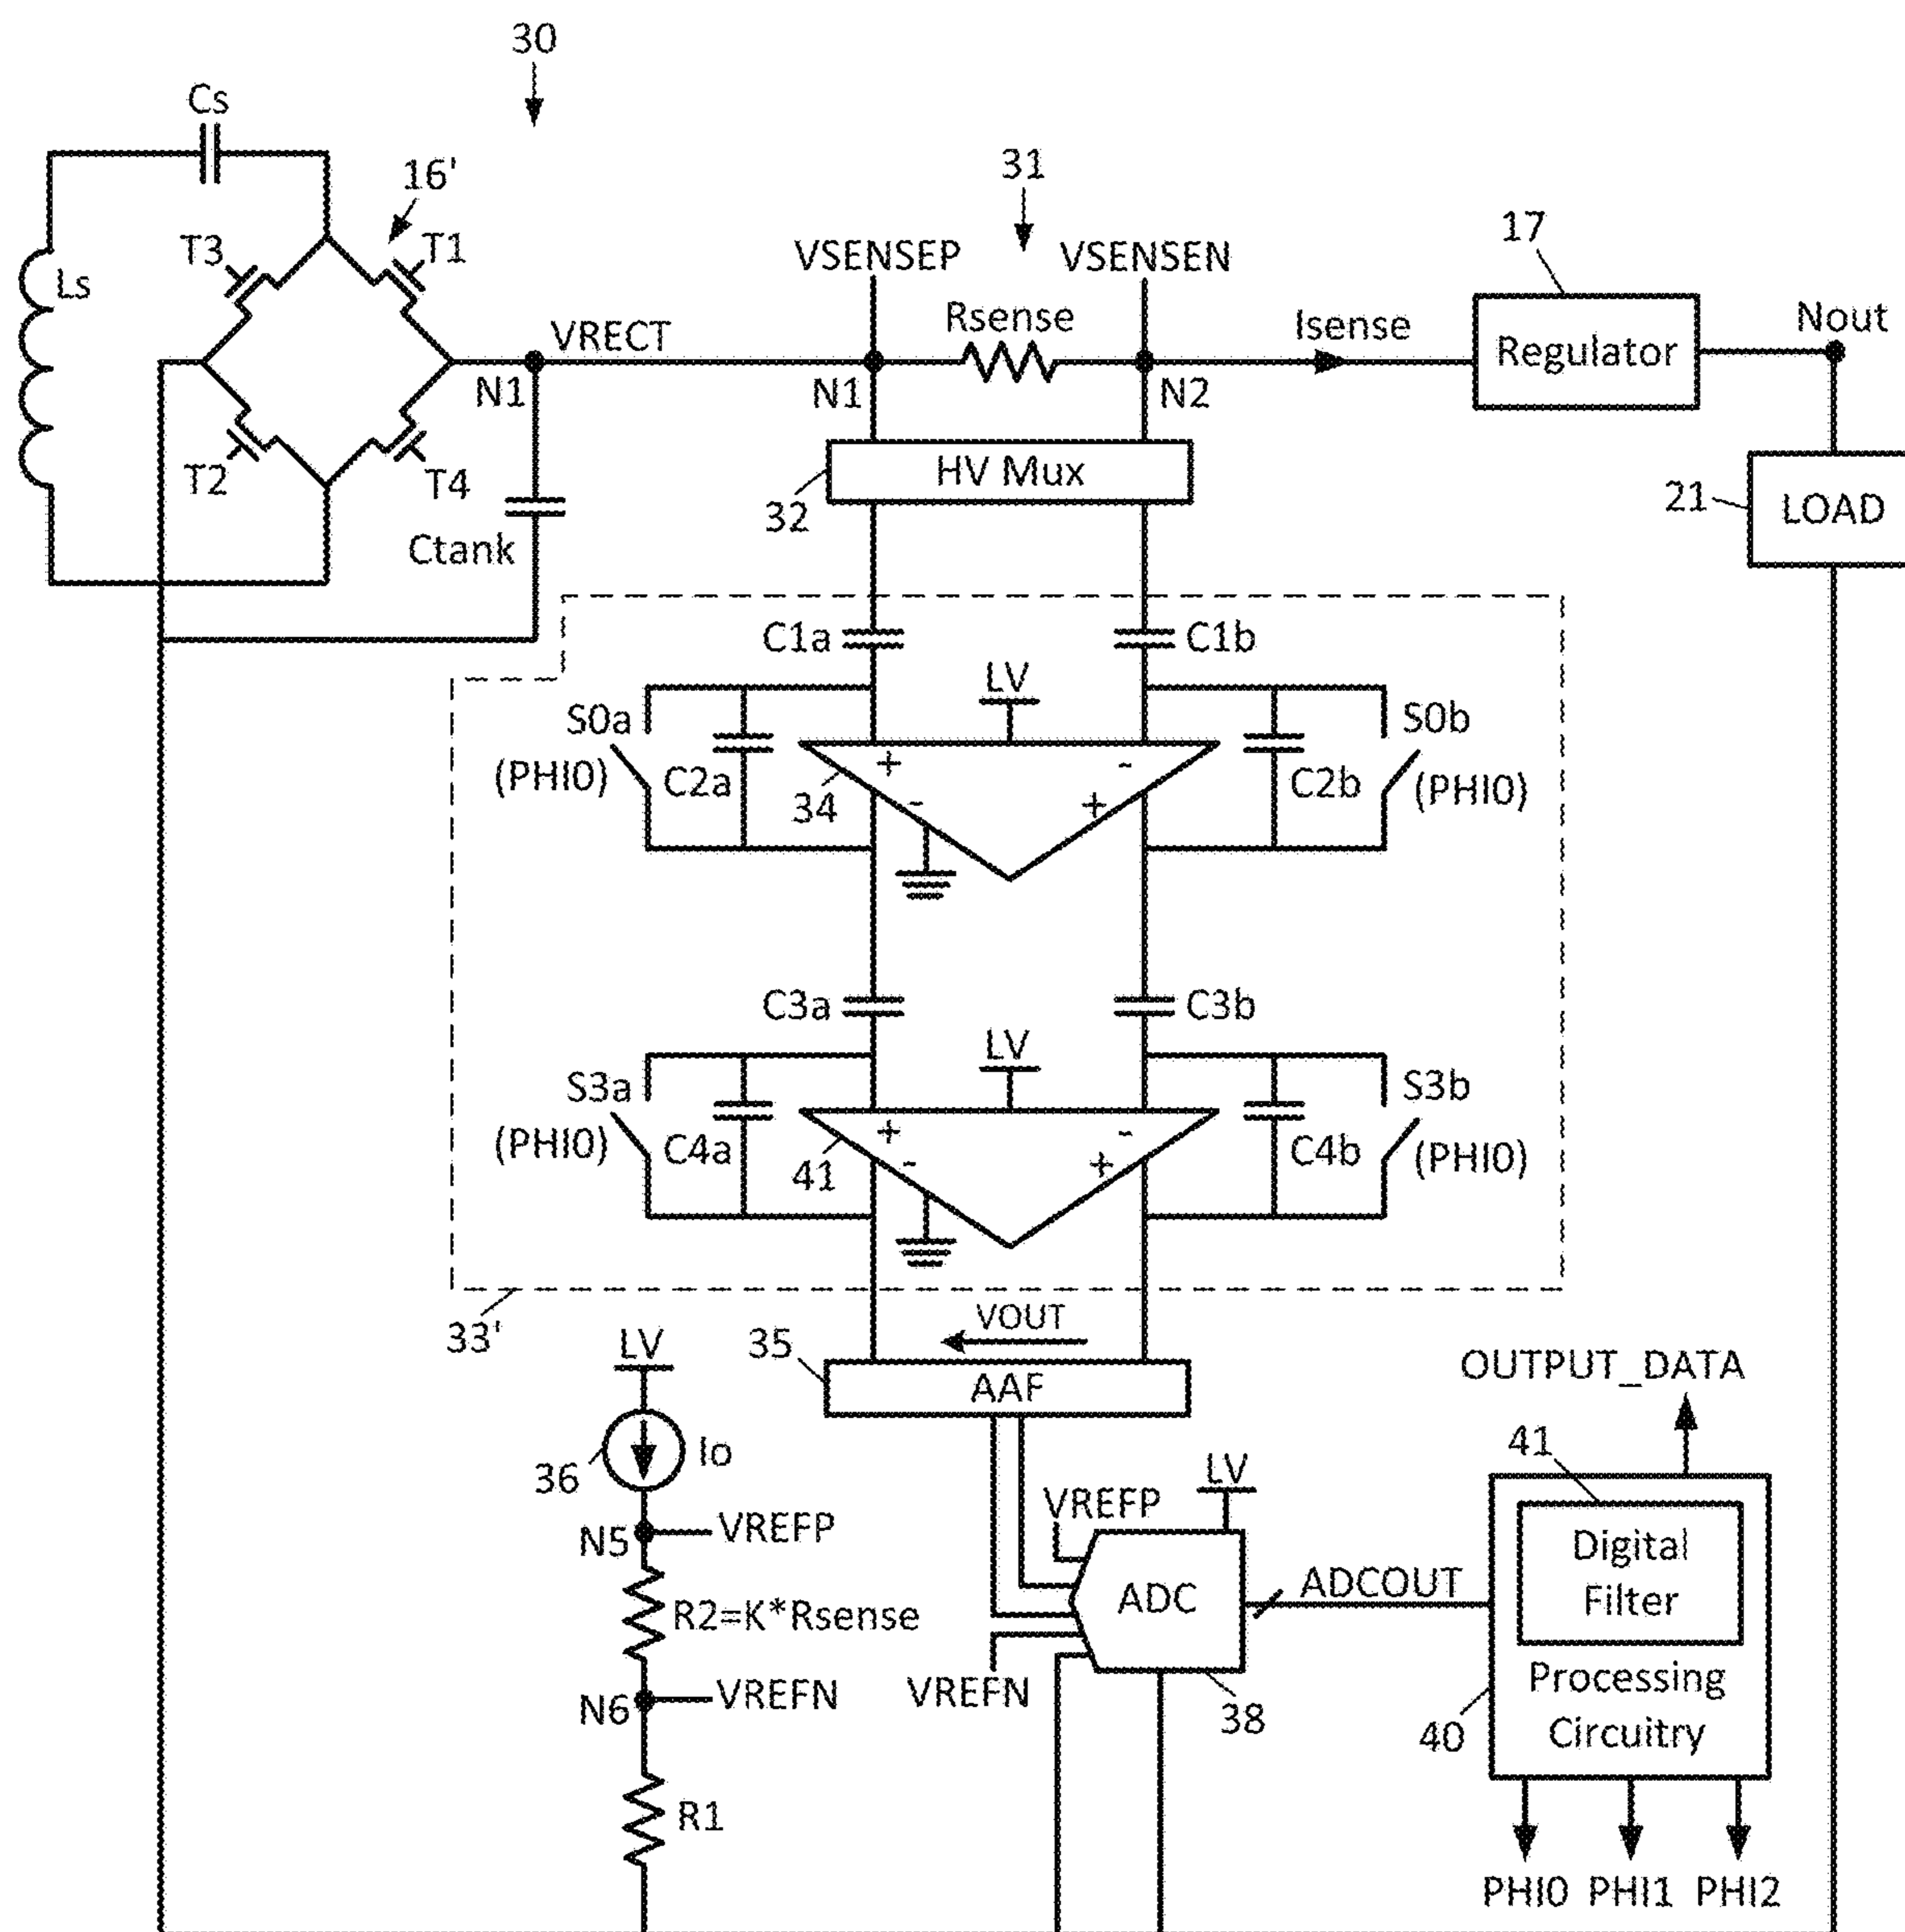 30
Cs
16'
31
T3
T1
17
VSENSEP
VSENSEN
Ls
Rsense
Isense
Nout
VRECT
Regulator
N1
N1
N2
T2
T4
HV Mux
32
21
LOAD
Ctank
C1a
C1b
LV
S0a
S0b
(PHI0)
C2a
+
-
C2b
(PHI0)
34
-
+
C3a
C3b
LV
S3a
S3b
(PHI0)
C4a
+
-
C4b
(PHI0)
41
-
+
33'
VOUT
LV
35
AAF
OUTPUT_DATA
36
Io
41
LV
VREFP
N5
VREFP
Digital
Filter
ADC
ADCOUT
R2=K*Rsense
N6
VREFN
VREFN
38
Processing
Circuitry
40
R1
PHI0 PHI1 PHI2